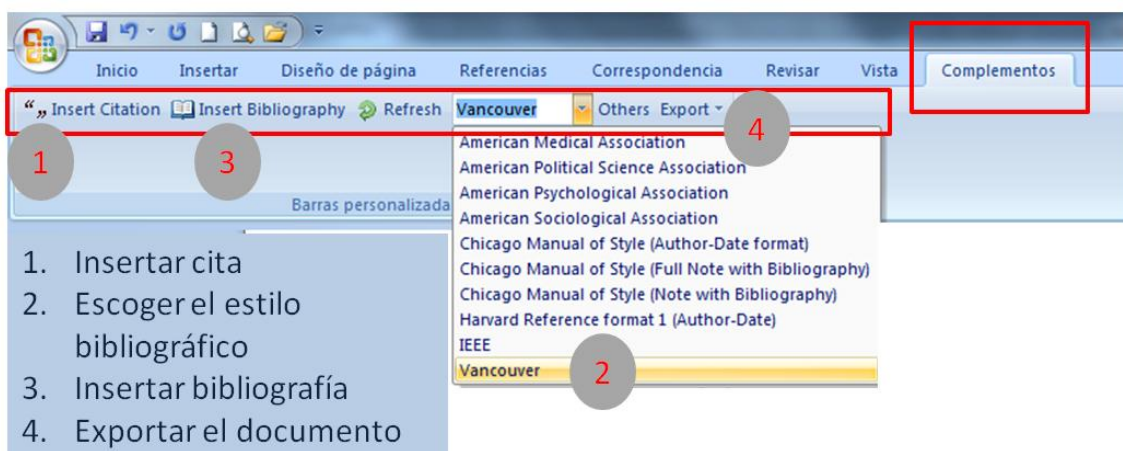 Inicio Insertar Diseño de página Referencias Correspondencia Revisar Vista Complementos
“„ Insert Citation Insert Bibliography Refresh Vancouver Others Export
1 3 4
American Medical Association
American Political Science Association
American Psychological Association
American Sociological Association
Chicago Manual of Style (Author-Date format)
Chicago Manual of Style (Full Note with Bibliography)
Chicago Manual of Style (Note with Bibliography)
Harvard Reference format 1 (Author-Date)
IEEE
Vancouver 2
Barras personalizada
1. Insertar cita
2. Escoger el estilo
bibliográfico
3. Insertar bibliografía
4. Exportar el documento